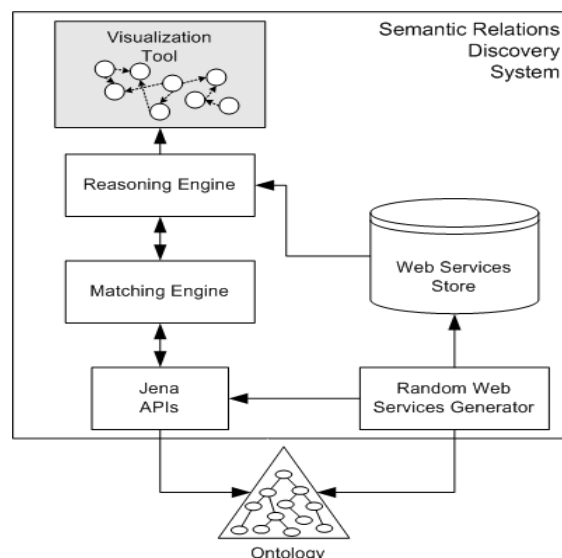 Visualization
Tool
Semantic Relations
Discovery
System
Reasoning Engine
Web Services
Store
Matching Engine
Jena
APIs
Random Web
Services Generator
Ontology